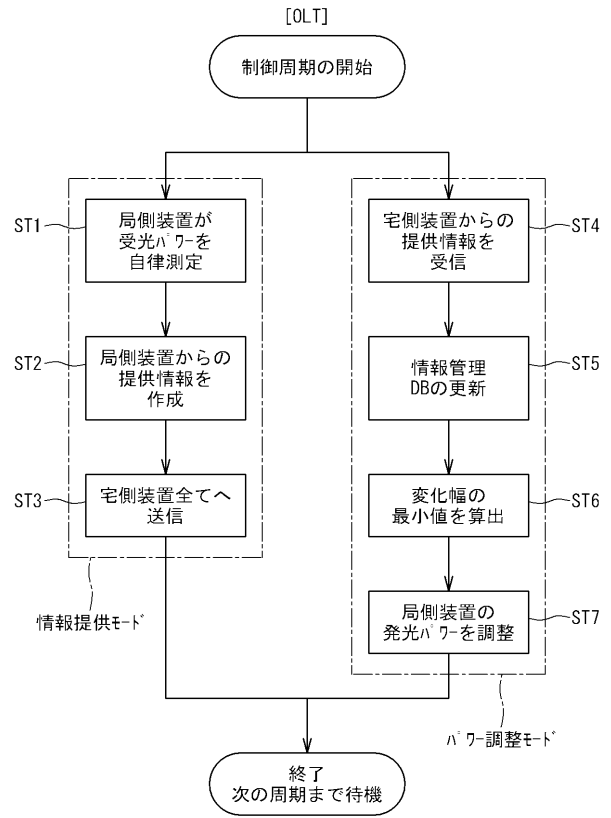 [OLT]
制御周期の開始
ST1
局側装置が
受光ﾊﾟﾜｰを
自律測定
ST2
局側装置からの
提供情報を
作成
ST3
宅側装置全てへ
送信
情報提供ﾓｰﾄﾞ
ST4
宅側装置からの
提供情報を
受信
ST5
情報管理
DBの更新
ST6
変化幅の
最小値を算出
ST7
局側装置の
発光ﾊﾟﾜｰを調整
ﾊﾟﾜｰ調整ﾓｰﾄﾞ
終了
次の周期まで待機